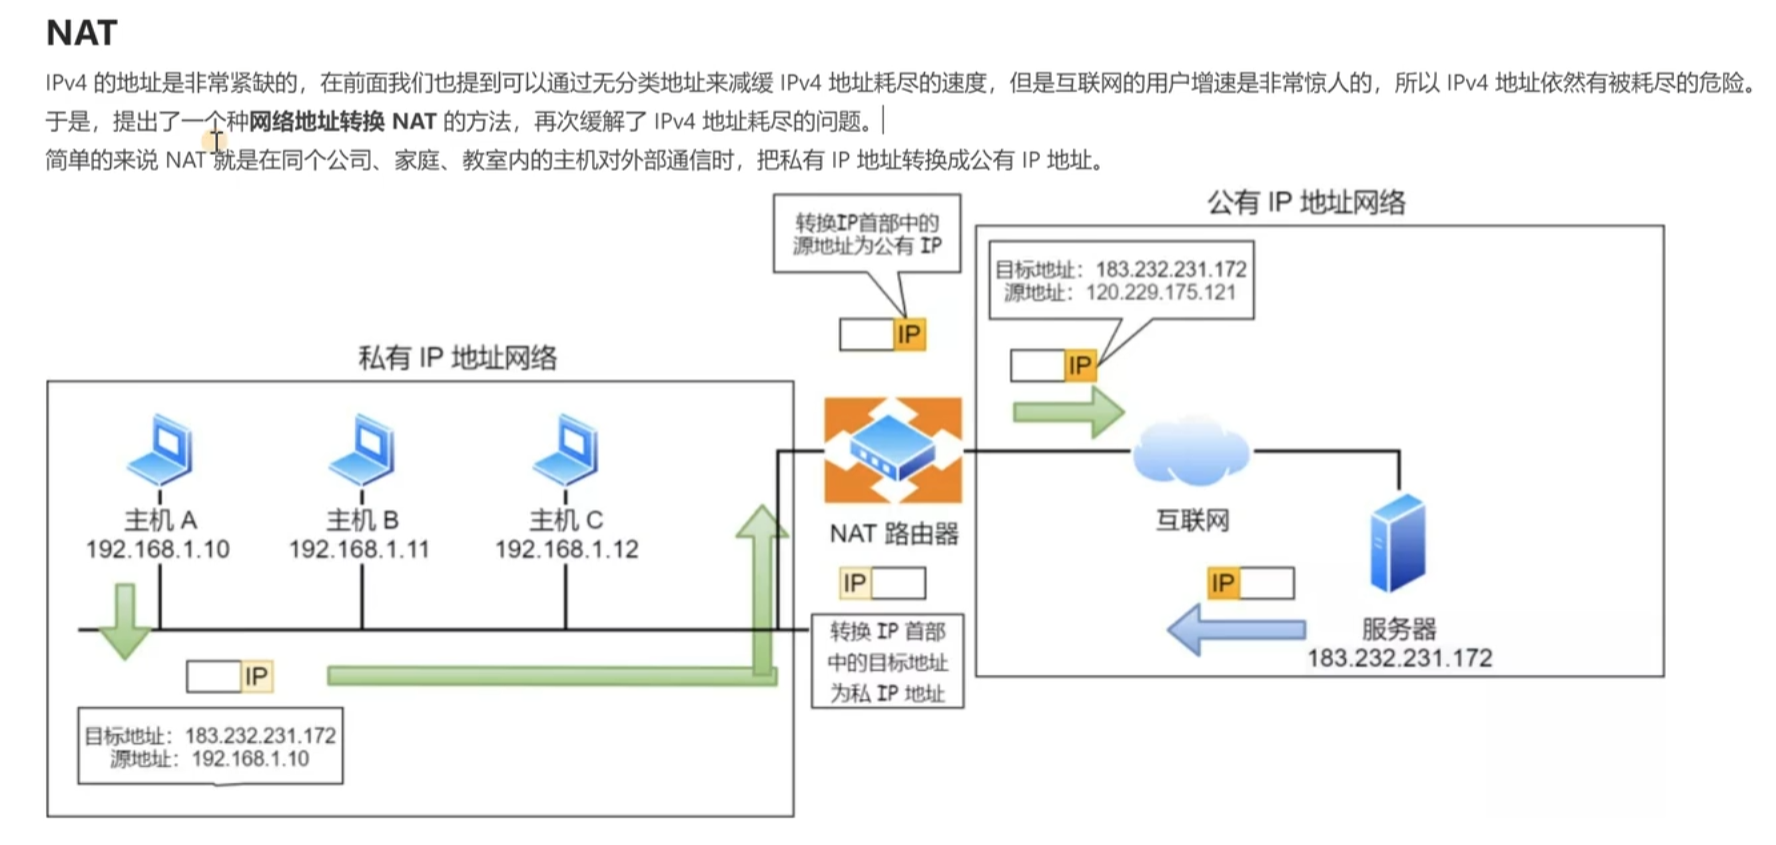 NAT
IPv4 的地址是非常紧缺的，在前面我们也提到可以通过无分类地址来减缓 IPv4 地址耗尽的速度，但是互联网的用户增速是非常惊人的，所以 IPv4 地址依然有被耗尽的危险。
于是，提出了一个种网络地址转换 NAT 的方法，再次缓解了 IPv4 地址耗尽的问题。
简单的来说 NAT 就是在同个公司、家庭、教室内的主机对外部通信时，把私有 IP 地址转换成公有 IP 地址。
公有 IP 地址网络
转换IP首部中的
源地址为公有 IP
目标地址：183.232.231.172
源地址：120.229.175.121
IP
IP
私有 IP 地址网络
主机 A
192.168.1.10
主机 B
192.168.1.11
主机 C
192.168.1.12
NAT 路由器
互联网
IP
IP
服务器
183.232.231.172
转换 IP 首部
中的目标地址
为私 IP 地址
IP
目标地址：183.232.231.172
源地址：192.168.1.10